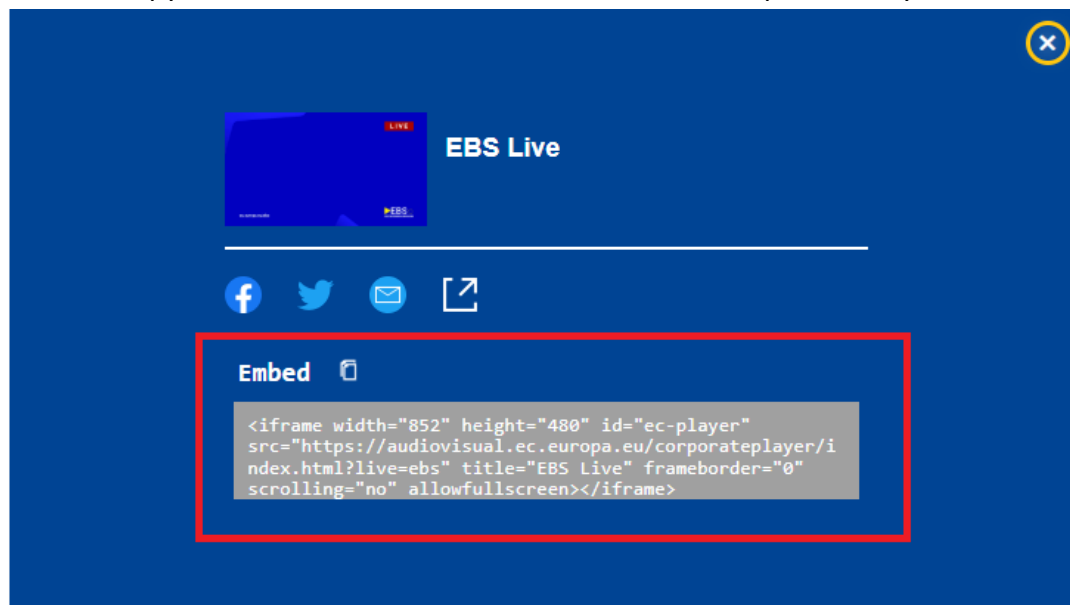 LIVE
EBS Live
EBS
Embed
<iframe width="852" height="480" id="ec-player"
src="https://audiovisual.ec.europa.eu/corporateplayer/i
ndex.html?live=ebs" title="EBS Live" frameborder="0"
scrolling="no" allowfullscreen></iframe>